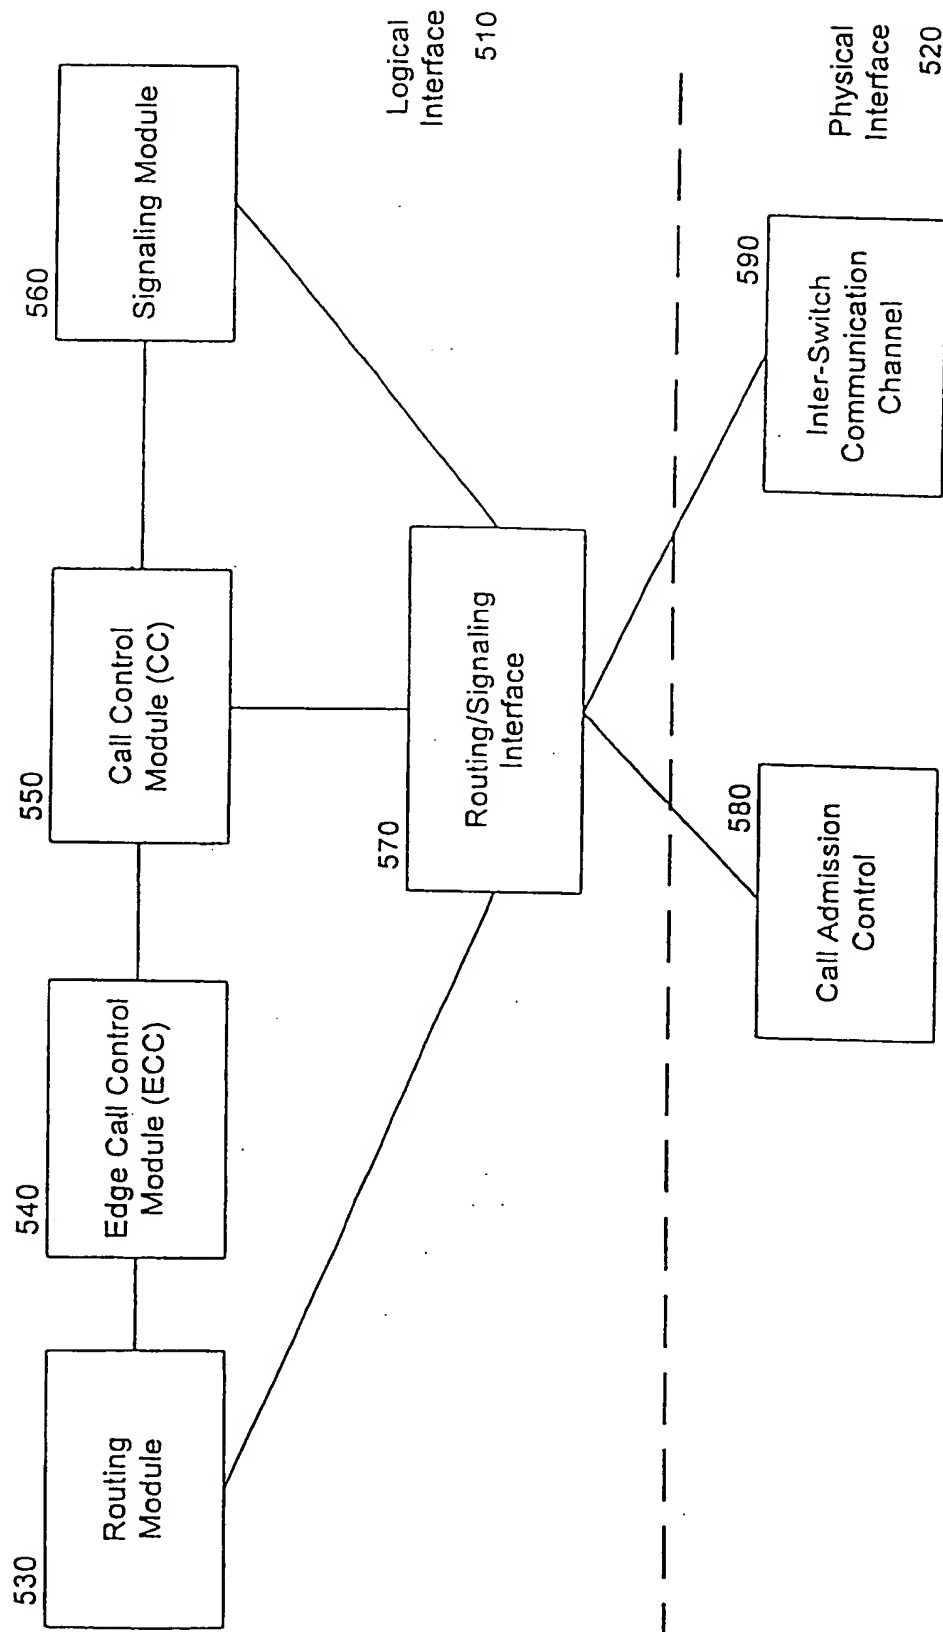 530
Routing
Module
540
Edge Call Control
Module (ECC)
550
Call Control
Module (CC)
560
Signaling Module
Logical
Interface
510
570
Routing/Signaling
Interface
580
Call Admission
Control
590
Inter-Switch
Communication
Channel
Physical
Interface
520